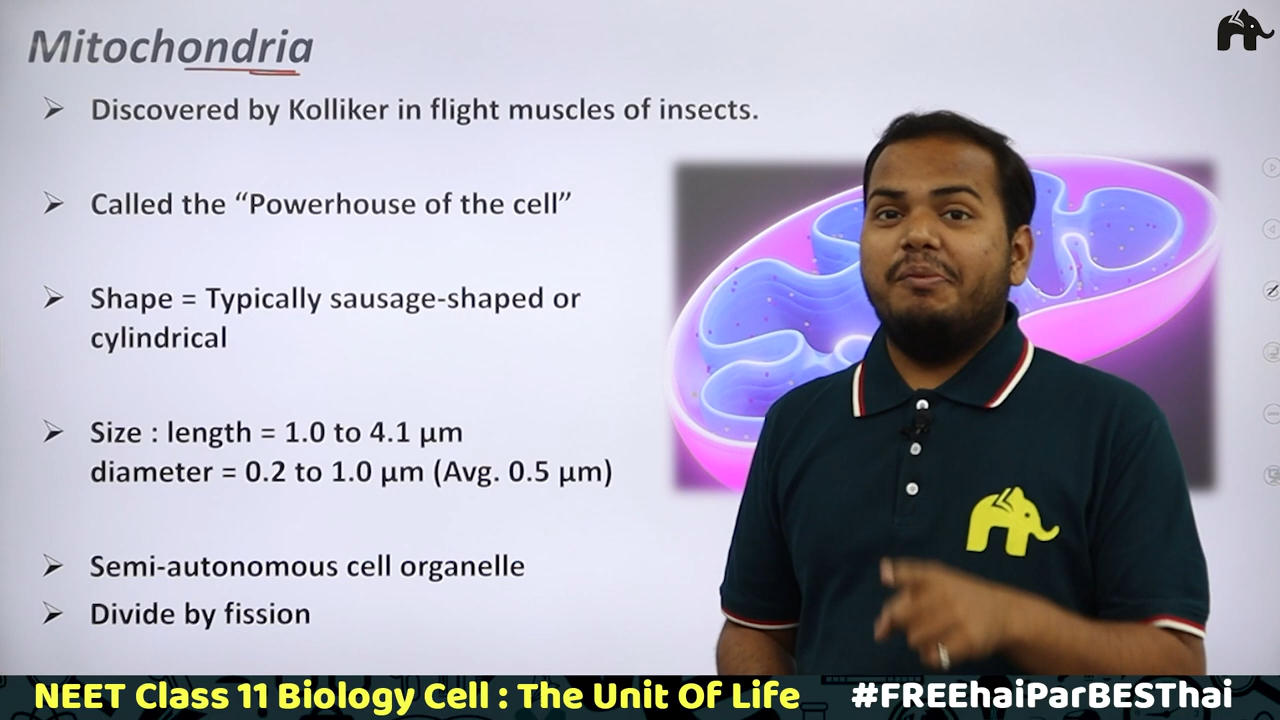 Mitochondria
➤ Discovered by Kolliker in flight muscles of insects.
➤ Called the “Powerhouse of the cell”
➤ Shape = Typically sausage-shaped or
cylindrical
➤ Size : length = 1.0 to 4.1 µm
diameter = 0.2 to 1.0 µm (Avg. 0.5 µm)
➤ Semi-autonomous cell organelle
➤ Divide by fission
NEET Class 11 Biology Cell : The Unit Of Life #FREEhaiParBESThai